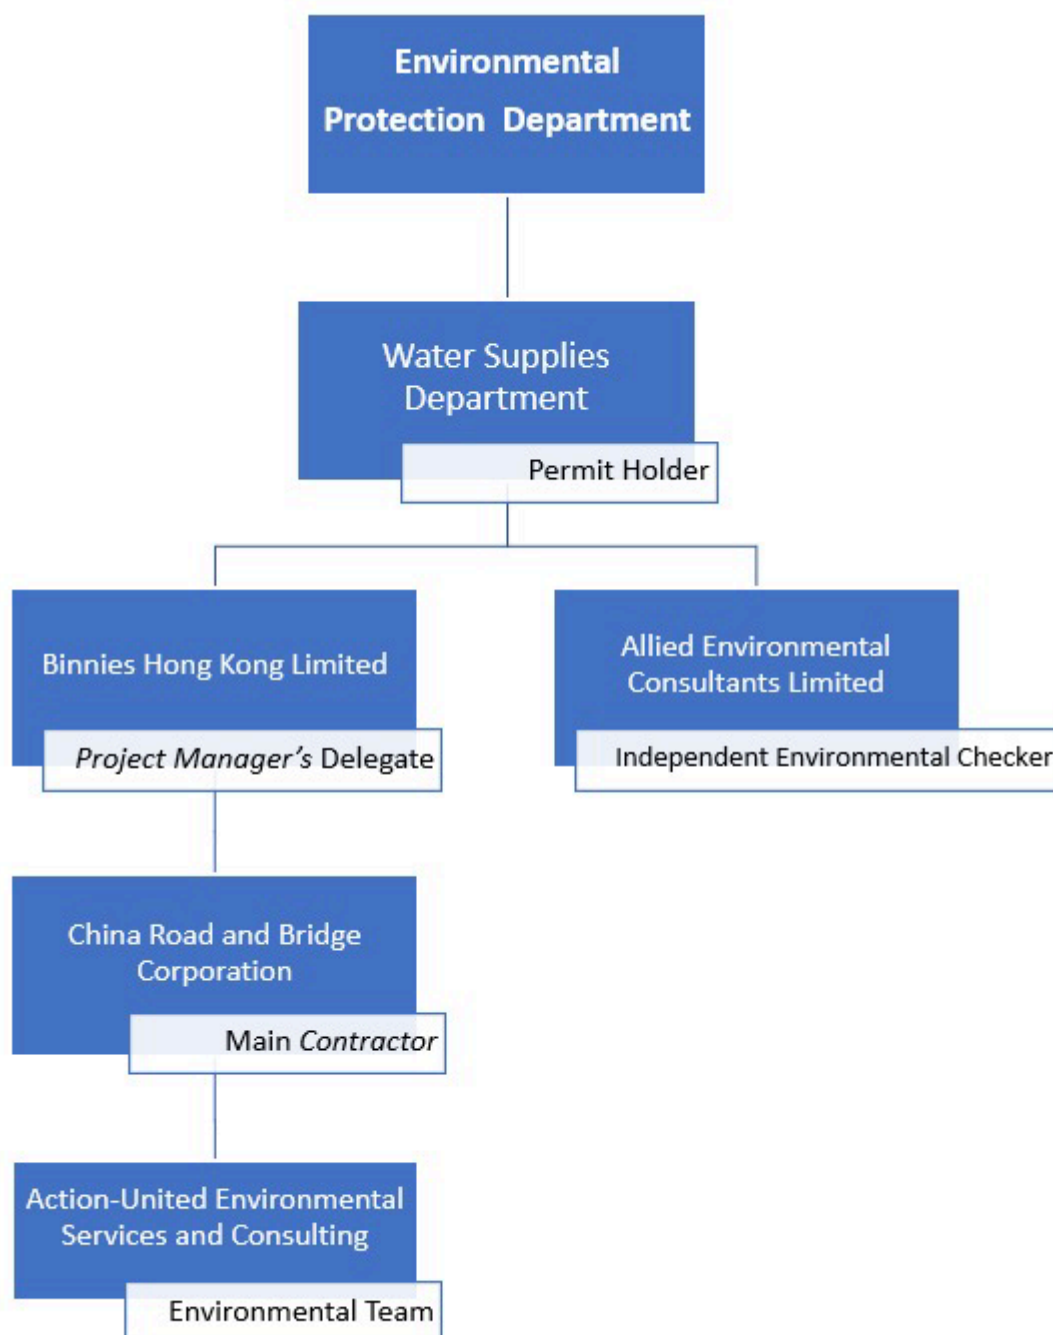 Environmental
Protection Department
Water Supplies
Department
Permit Holder
Binnies Hong Kong Limited
Project Manager’s Delegate
Allied Environmental
Consultants Limited
Independent Environmental Checker
China Road and Bridge
Corporation
Main Contractor
Action-United Environmental
Services and Consulting
Environmental Team